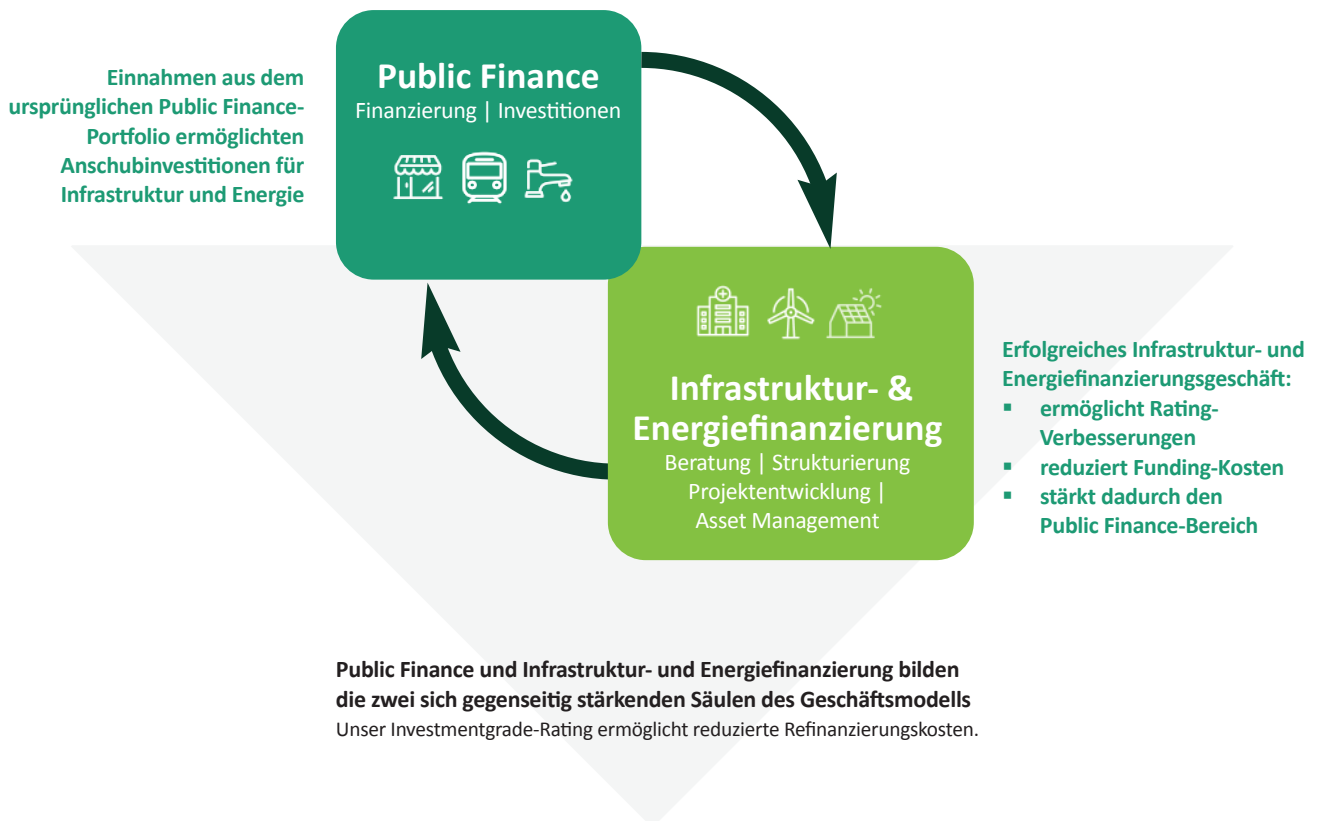 Public Finance
Finanzierung | Investitionen
Einnahmen aus dem
ursprünglichen Public Finance-
Portfolio ermöglichten
Anschubinvestitionen für
Infrastruktur und Energie
Infrastruktur- &
Energiefinanzierung
Beratung | Strukturierung
Projektentwicklung |
Asset Management
Erfolgreiches Infrastruktur- und
Energiefinanzierungsgeschäft:
▪ ermöglicht Rating-
Verbesserungen
▪ reduziert Funding-Kosten
▪ stärkt dadurch den
Public Finance-Bereich
Public Finance und Infrastruktur- und Energiefinanzierung bilden
die zwei sich gegenseitig stärkenden Säulen des Geschäftsmodells
Unser Investmentgrade-Rating ermöglicht reduzierte Refinanzierungskosten.